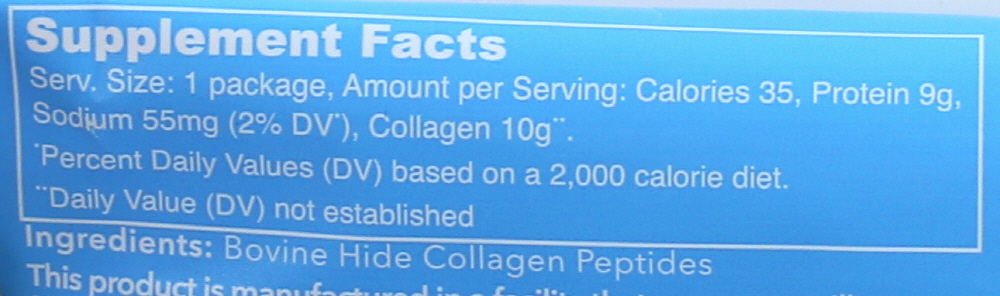 Supplement Facts
Serv. Size: 1 package, Amount per Serving: Calories 35, Protein 9g,
Sodium 55mg (2% DV*), Collagen 10g**.
*Percent Daily Values (DV) based on a 2,000 calorie diet.
**Daily Value (DV) not established
Ingredients: Bovine Hide Collagen Peptides
This product is manufactured in a facility that